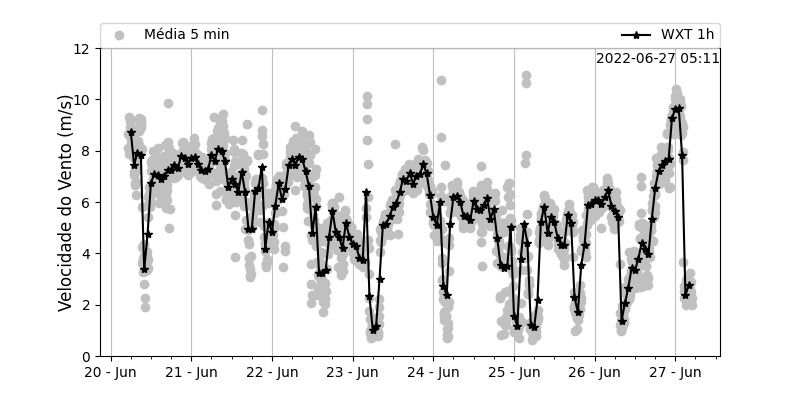 Média 5 min
WXT 1h
2022-06-27 05:11
Velocidade do Vento (m/s)
12
10
8
6
4
2
0
20 - Jun
21 - Jun
22 - Jun
23 - Jun
24 - Jun
25 - Jun
26 - Jun
27 - Jun